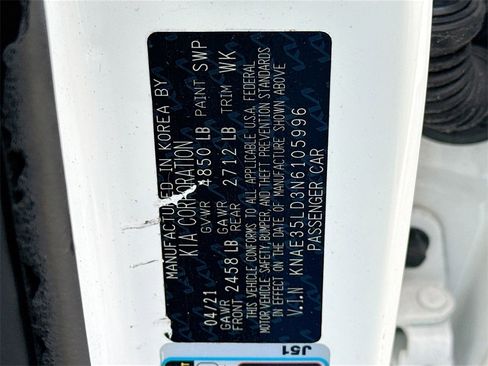 MANUFACTURED IN KOREA BY
KIA CORPORATION
04/21 GVWR 4850 LB PAINT SWP
GAWR FRONT 2458 LB GAWR REAR 2712 LB TRIM WK
THIS VEHICLE CONFORMS TO ALL APPLICABLE U.S.A. FEDERAL
MOTOR VEHICLE SAFETY, BUMPER, AND THEFT PREVENTION STANDARDS
IN EFFECT ON THE DATE OF MANUFACTURE SHOWN ABOVE
V.I.N KNAE35LD3N6105996
PASSENGER CAR
J51